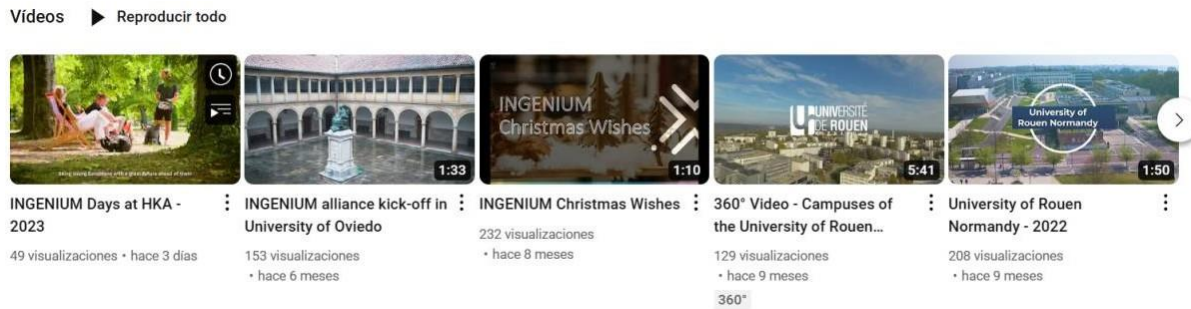 Vídeos
Reproducir todo
INGENIUM
Christmas Wishes
UNIVERSITÉ
DE ROUEN
University of
Rouen Normandy
1:33
1:10
5:41
1:50
INGENIUM Days at HKA -
2023
49 visualizaciones • hace 3 días
INGENIUM alliance kick-off in
University of Oviedo
153 visualizaciones
• hace 6 meses
INGENIUM Christmas Wishes
232 visualizaciones
• hace 8 meses
360° Video - Campuses of
the University of Rouen...
129 visualizaciones
• hace 9 meses
360°
University of Rouen
Normandy - 2022
208 visualizaciones
• hace 9 meses